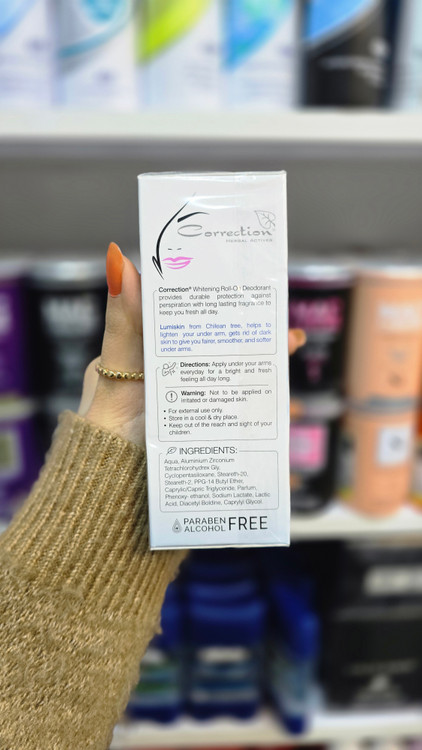 Correction
HERBAL ACTIVES
Correction® Whitening Roll-O Deodorant
provides durable protection against
perspiration with long lasting fragrance to
keep you fresh all day.
Lumiskin from Chilean tree, helps to
lighten your under arm, gets rid of dark
skin to give you fairer, smoother, and softer
under arms.
Directions: Apply under your arms
everyday for a bright and fresh
feeling all day long.
Warning: Not to be applied on
irritated or damaged skin.
• For external use only.
• Store in a cool & dry place
• Keep out of the reach and sight of your
children.
INGREDIENTS:
Aqua, Aluminium Zirconium
Tetrachlorohydrex Gly,
Cyclopentasiloxane, Steareth-20,
Steareth-2, PPG-14 Butyl Ether,
Caprylic/Capric Triglyceride, Parfum,
Phenoxy- ethanol, Sodium Lactate, Lactic
Acid, Diacetyl Boldine, Caprylyl Glycol.
PARABEN
ALCOHOL FREE